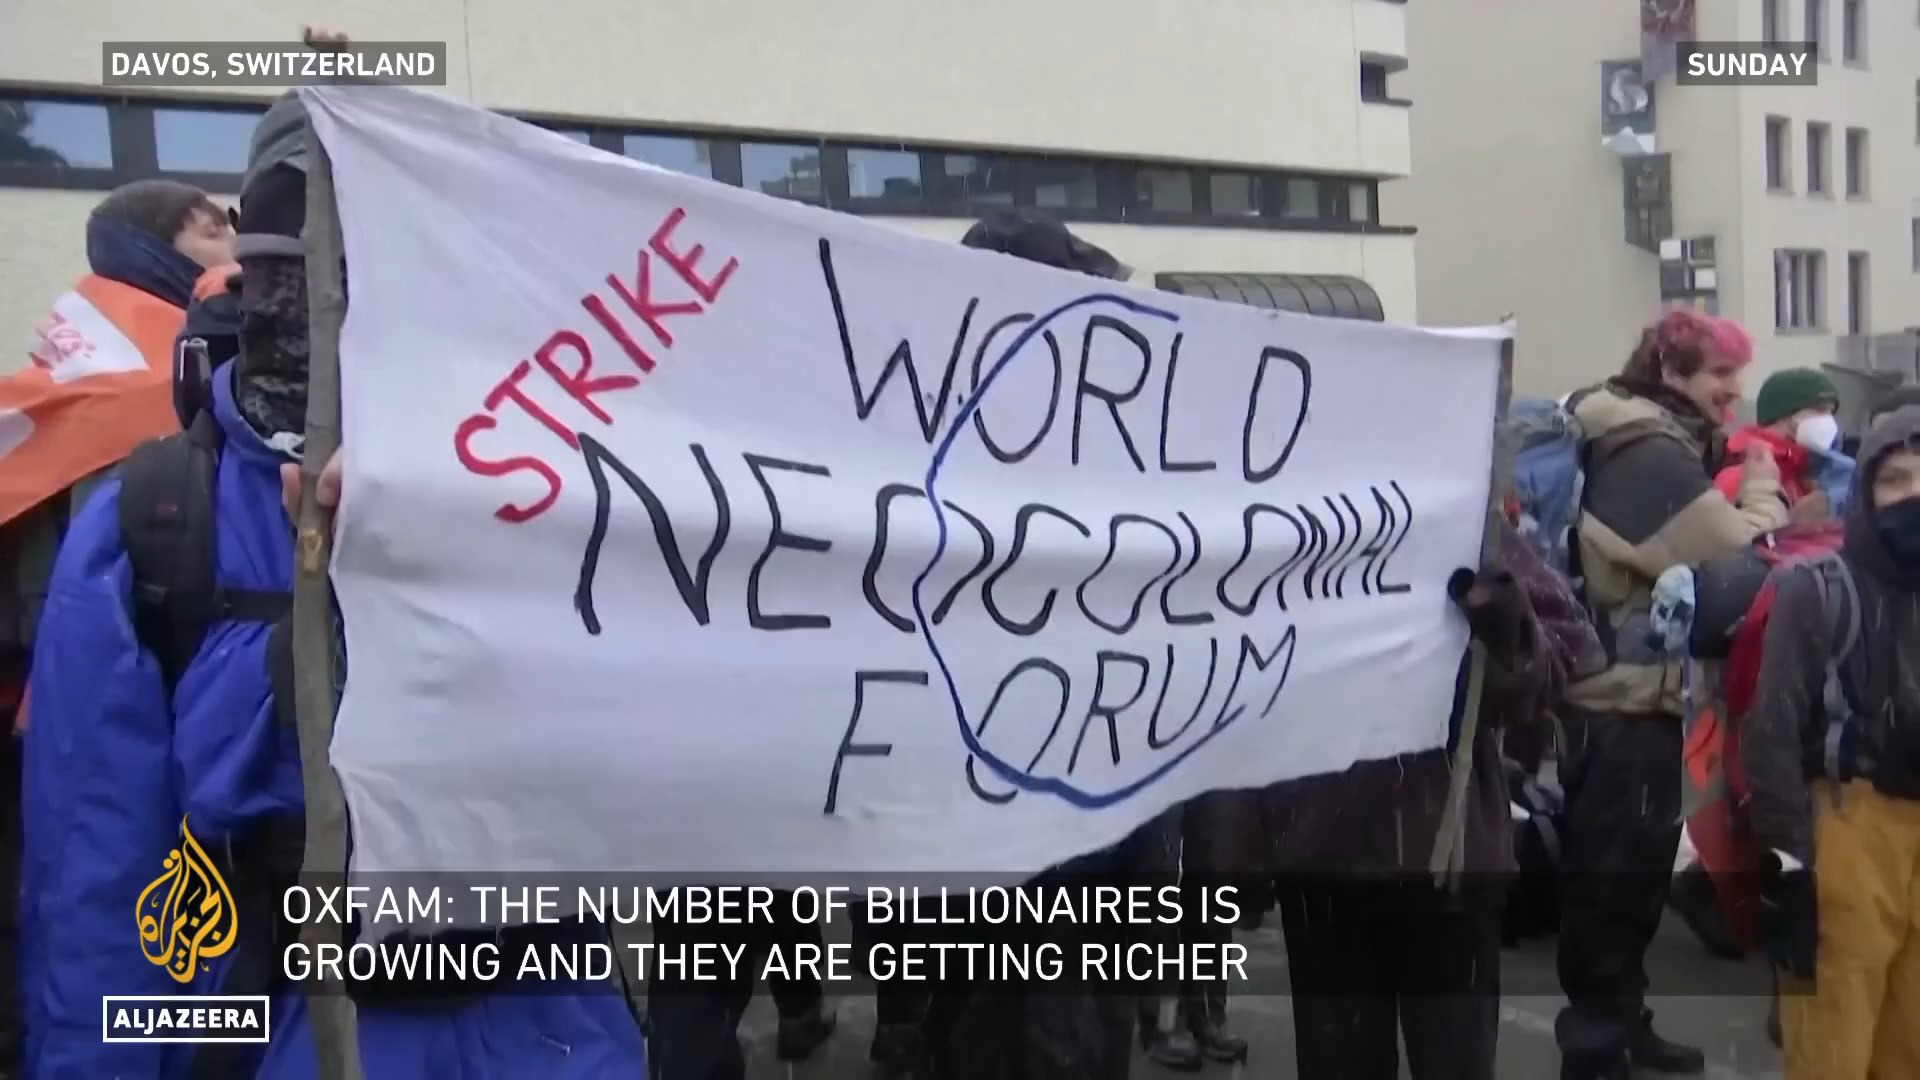 DAVOS, SWITZERLAND
SUNDAY
STRIKE
WORLD
NEOCOLONIAL
FORUM
OXFAM: THE NUMBER OF BILLIONAIRES IS
GROWING AND THEY ARE GETTING RICHER
الجزيرة
ALJAZEERA